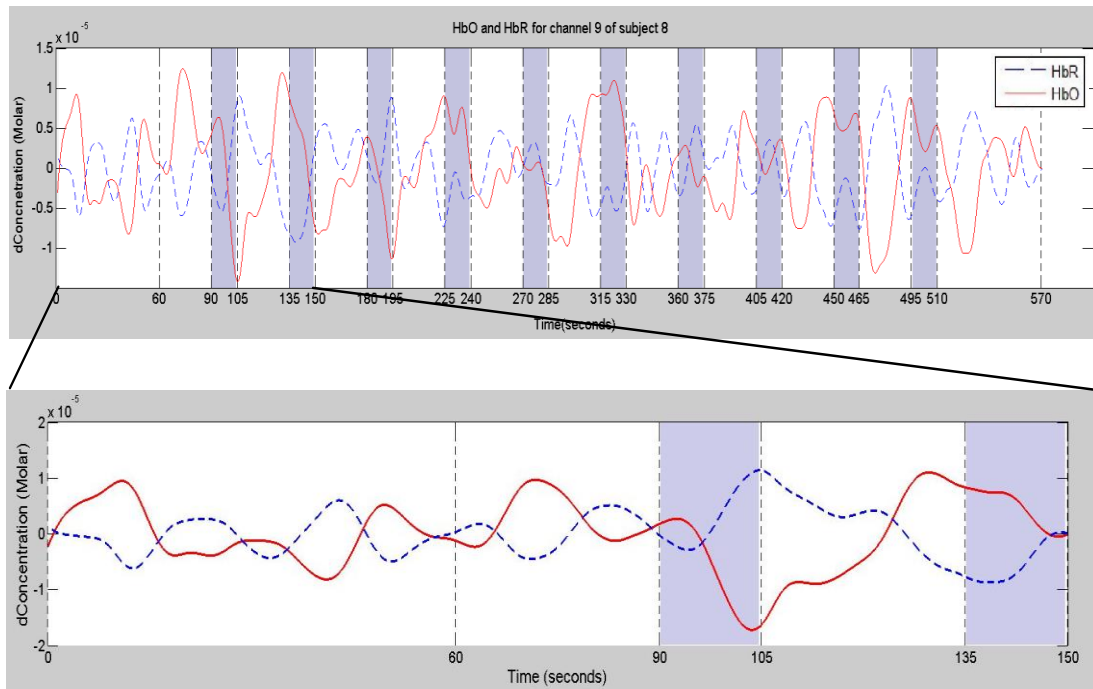 HbO and HbR for channel 9 of subject 8
x 10⁻⁵
1.5
1
0.5
0
-0.5
-1
dConcnetration (Molar)
HbR
HbO
0 60 90 105 135 150 180 195 225 240 270 285 315 330 360 375 405 420 450 465 495 510 570
Time(seconds)
x 10⁻⁵
2
1
0
-1
-2
dConcentration (Molar)
0 60 90 105 135 150
Time (seconds)